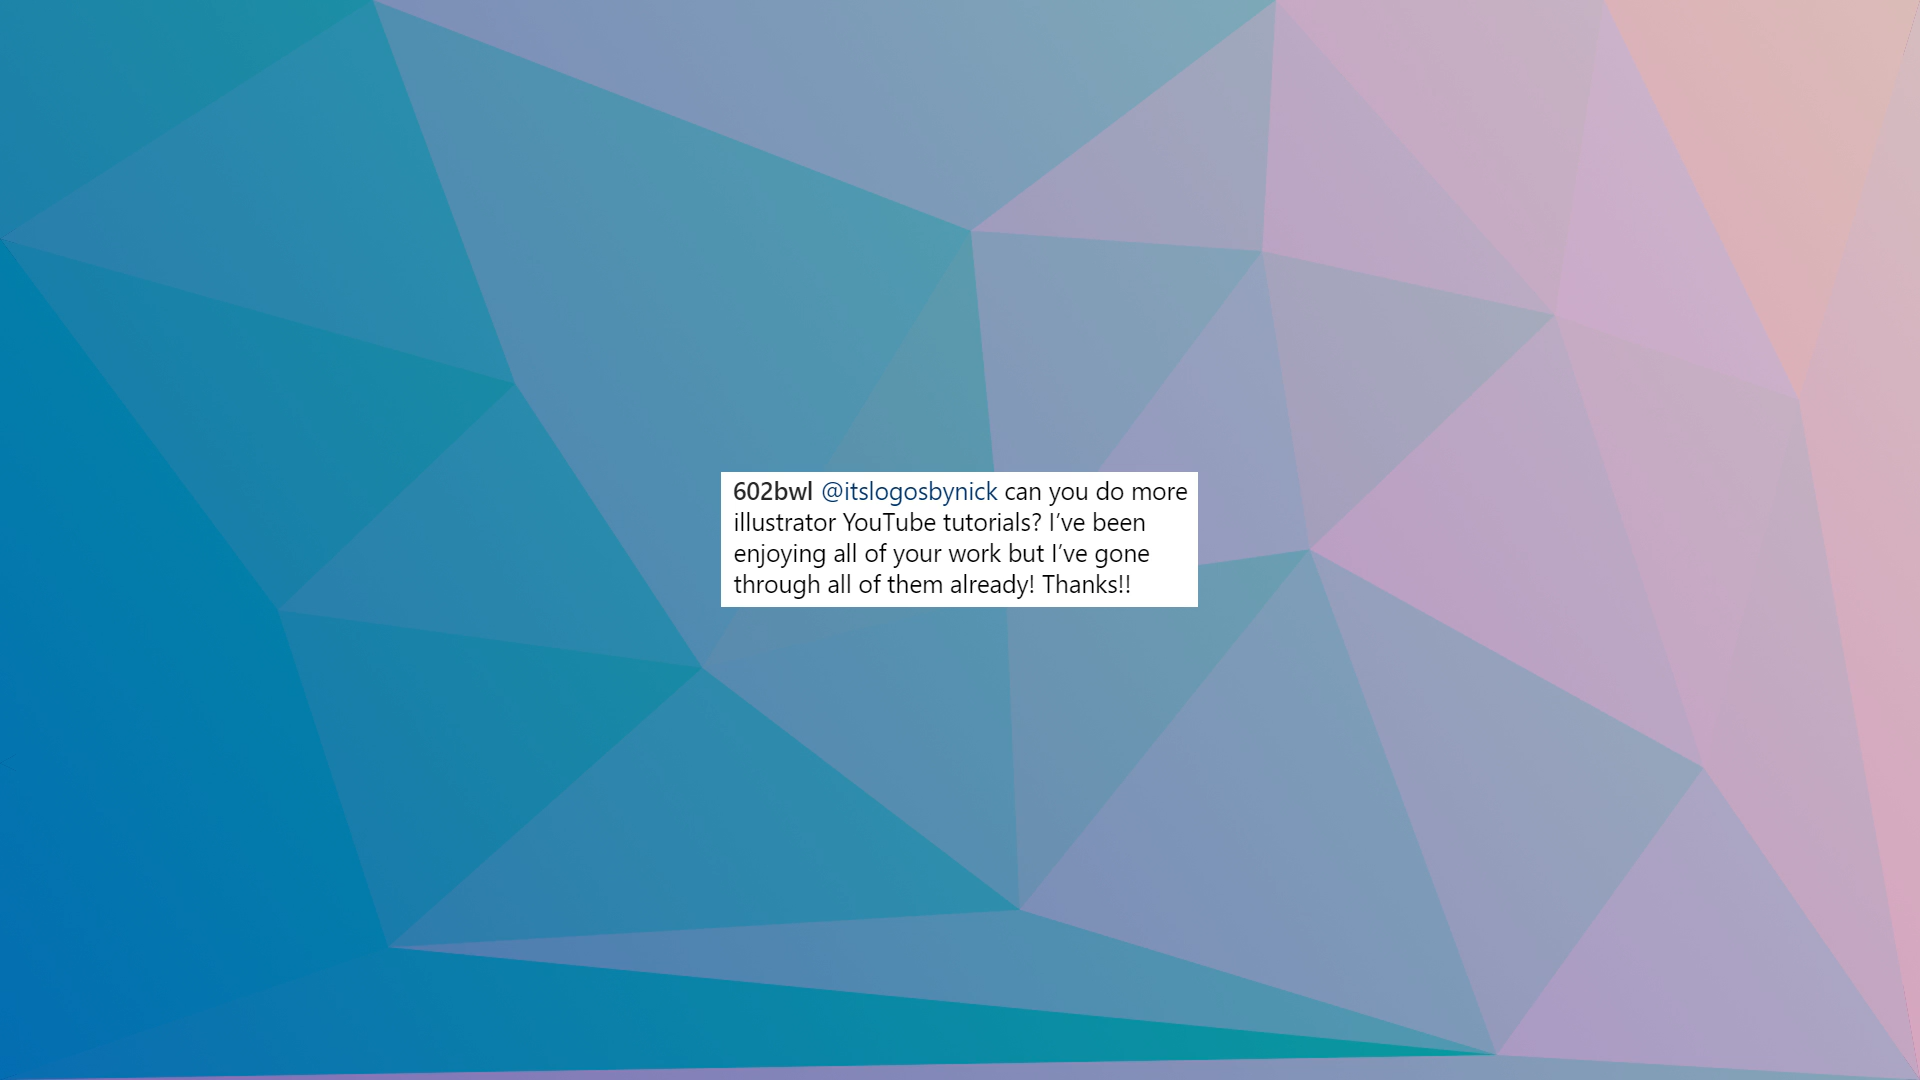 602bwl @itslogosbynick can you do more
illustrator YouTube tutorials? I’ve been
enjoying all of your work but I’ve gone
through all of them already! Thanks!!